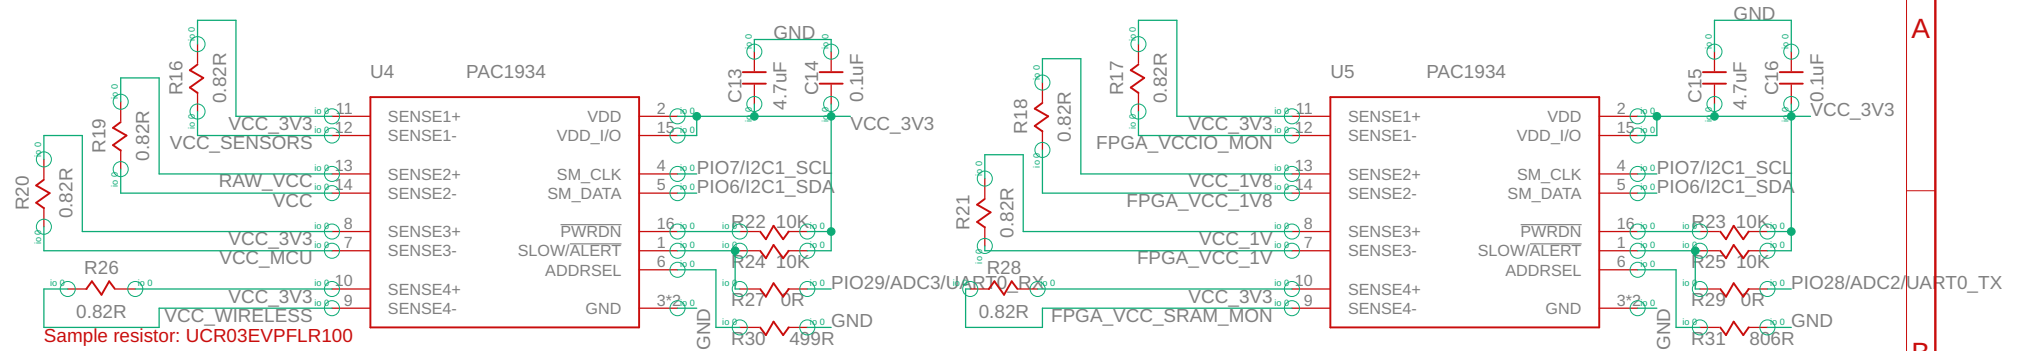 GND
GND
A
R16
0.82R
U4
PAC1934
C13
4.7uF
C14
0.1uF
R17
0.82R
U5
PAC1934
C15
4.7uF
C16
0.1uF
R19
0.82R
R18
0.82R
VCC_3V3
11
SENSE1+
VDD
2
VCC_3V3
VCC_SENSORS
12
SENSE1-
VDD_I/O
15
VCC_3V3
11
SENSE1+
VDD
2
VCC_3V3
FPGA_VCCIO_MON
12
SENSE1-
VDD_I/O
15
RAW_VCC
13
SENSE2+
SM_CLK
4
PIO7/I2C1_SCL
VCC
14
SENSE2-
SM_DATA
5
PIO6/I2C1_SDA
VCC_1V8
13
SENSE2+
SM_CLK
4
PIO7/I2C1_SCL
FPGA_VCC_1V8
14
SENSE2-
SM_DATA
5
PIO6/I2C1_SDA
R20
0.82R
R21
0.82R
VCC_3V3
8
SENSE3+
PWRDN
16
R22 10K
VCC_MCU
7
SENSE3-
SLOW/ALERT
1
R24 10K
ADDRSEL
6
VCC_1V
8
SENSE3+
PWRDN
16
R23 10K
FPGA_VCC_1V
7
SENSE3-
SLOW/ALERT
1
R25 10K
ADDRSEL
6
R26
0.82R
VCC_3V3
10
SENSE4+
R27 0R
PIO29/ADC3/UART0_RX
VCC_WIRELESS
9
SENSE4-
GND
3*2
GND
R30 499R
GND
R28
0.82R
VCC_3V3
10
SENSE4+
R29 0R
PIO28/ADC2/UART0_TX
FPGA_VCC_SRAM_MON
9
SENSE4-
GND
3*2
GND
R31 806R
GND
Sample resistor: UCR03EVPFLR100